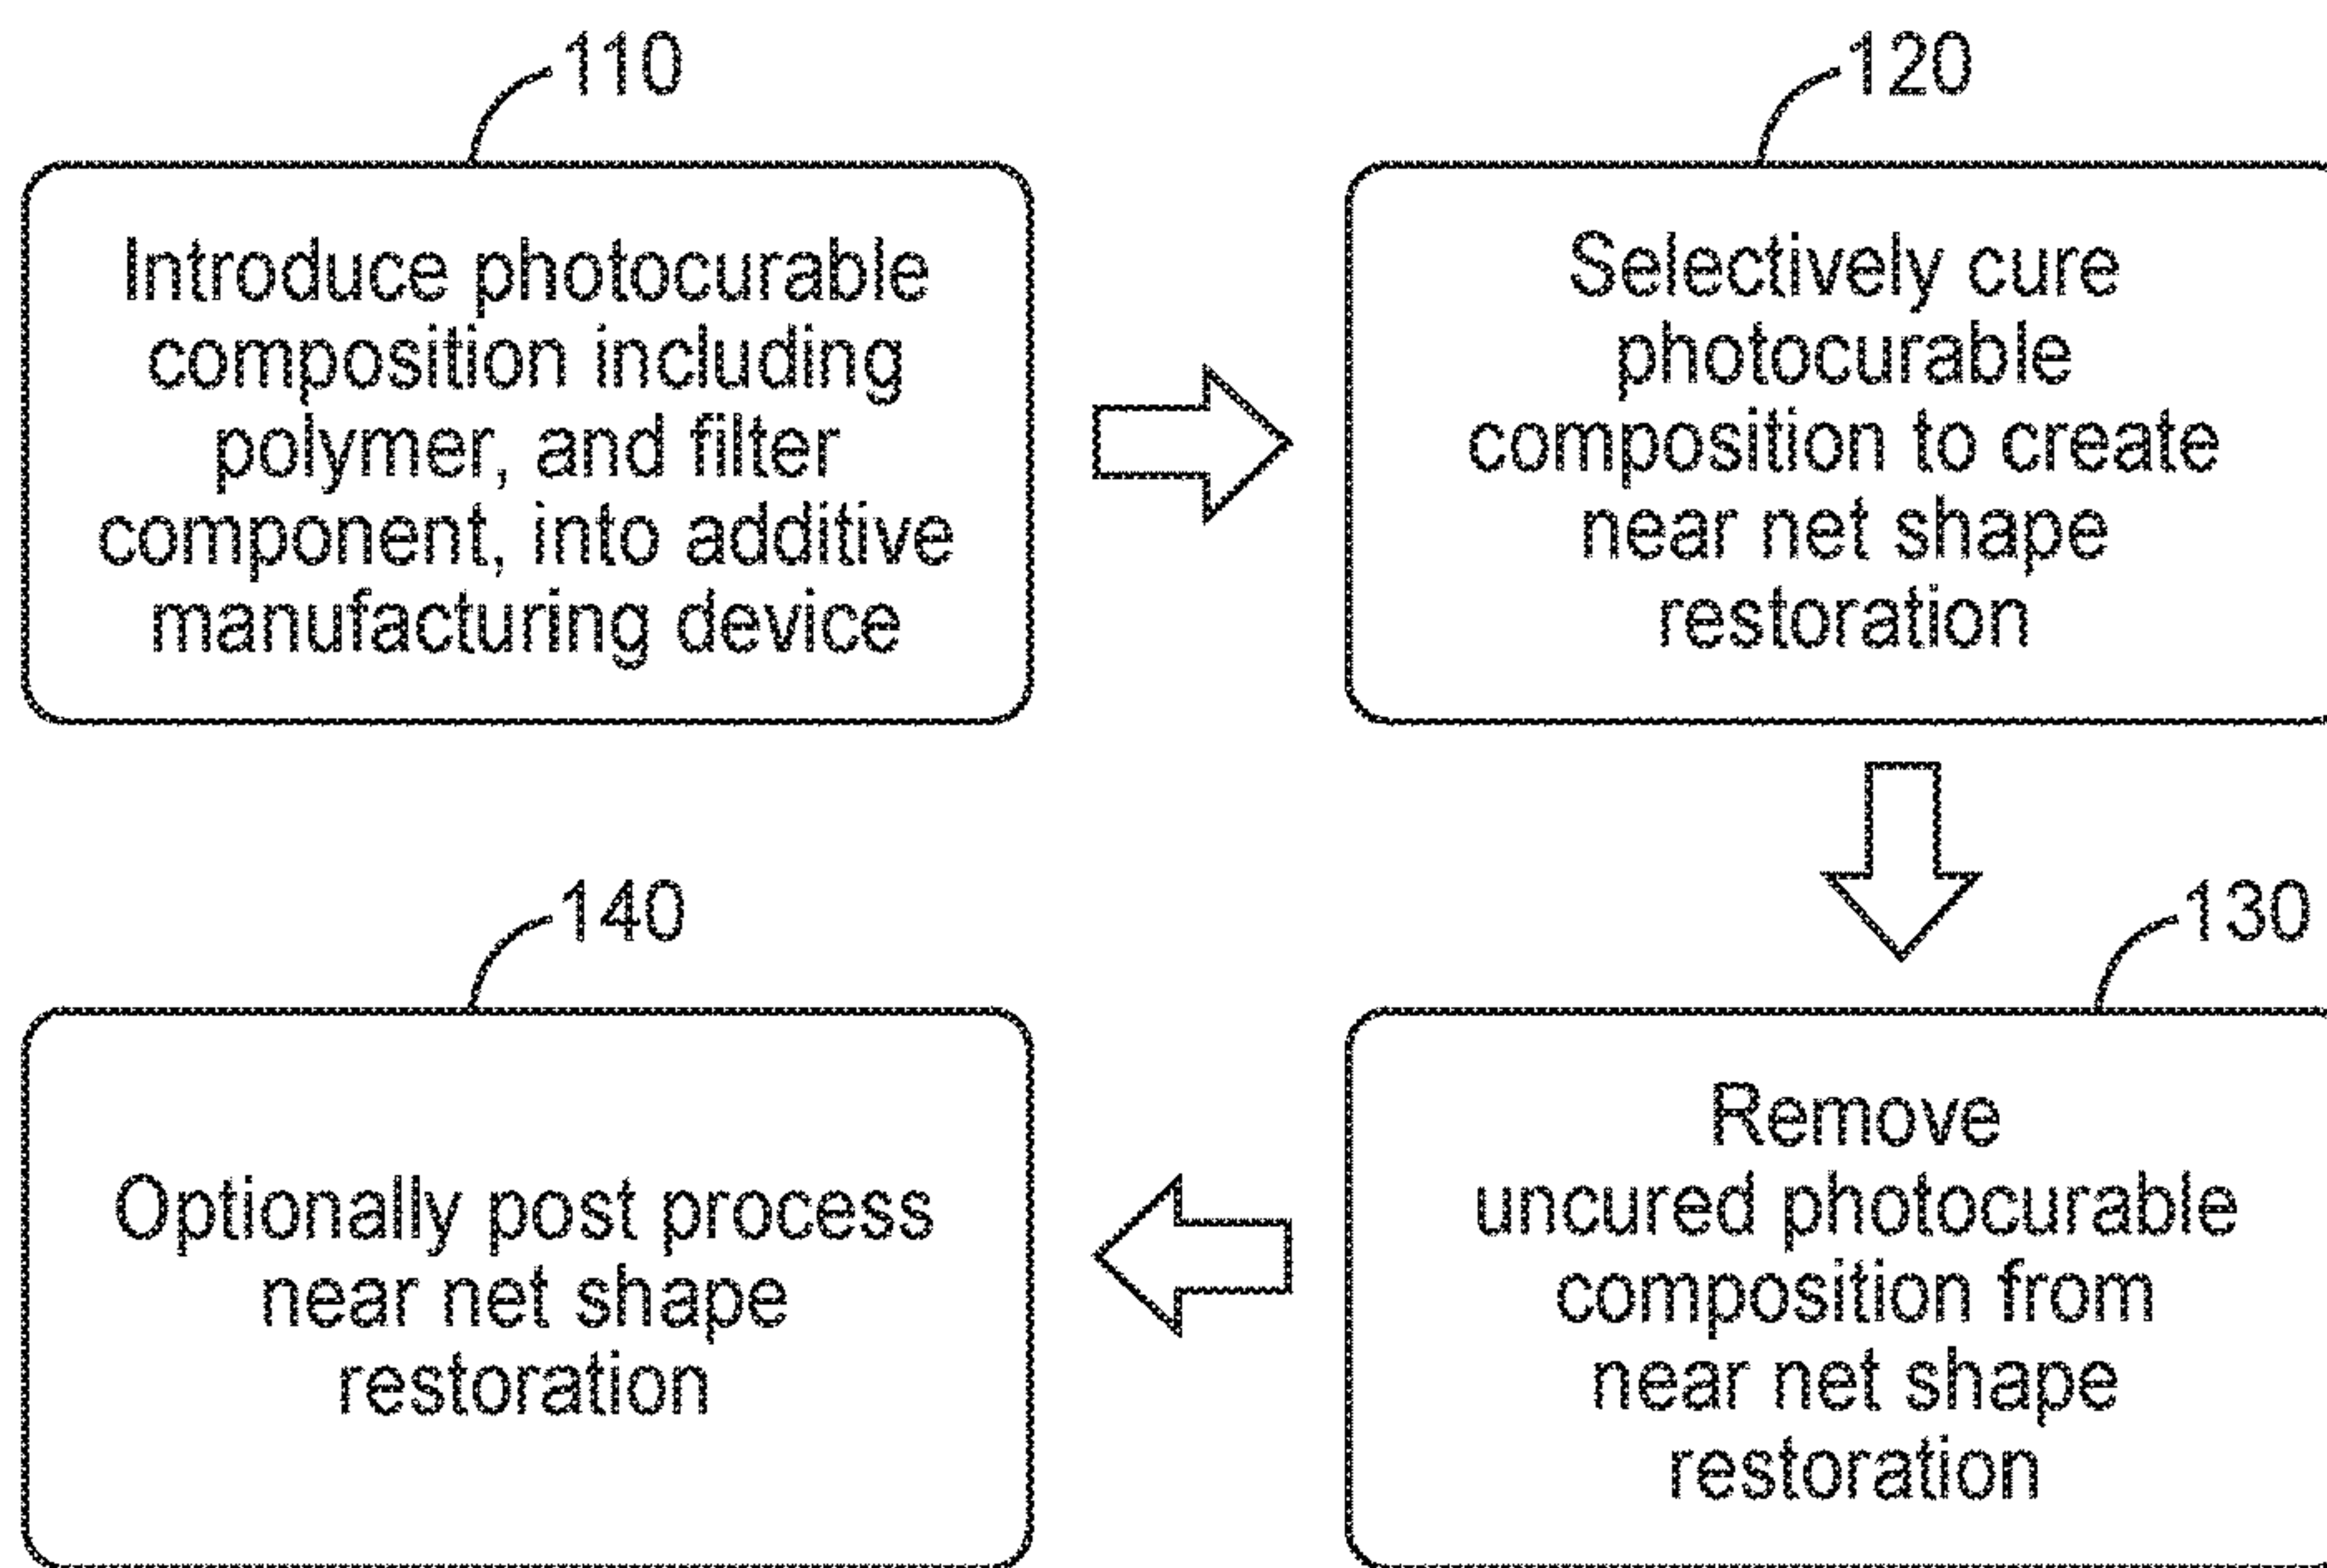 110
Introduce photocurable
composition including
polymer, and filter
component, into additive
manufacturing device
120
Selectively cure
photocurable
composition to create
near net shape
restoration
130
Remove
uncured photocurable
composition from
near net shape
restoration
140
Optionally post process
near net shape
restoration